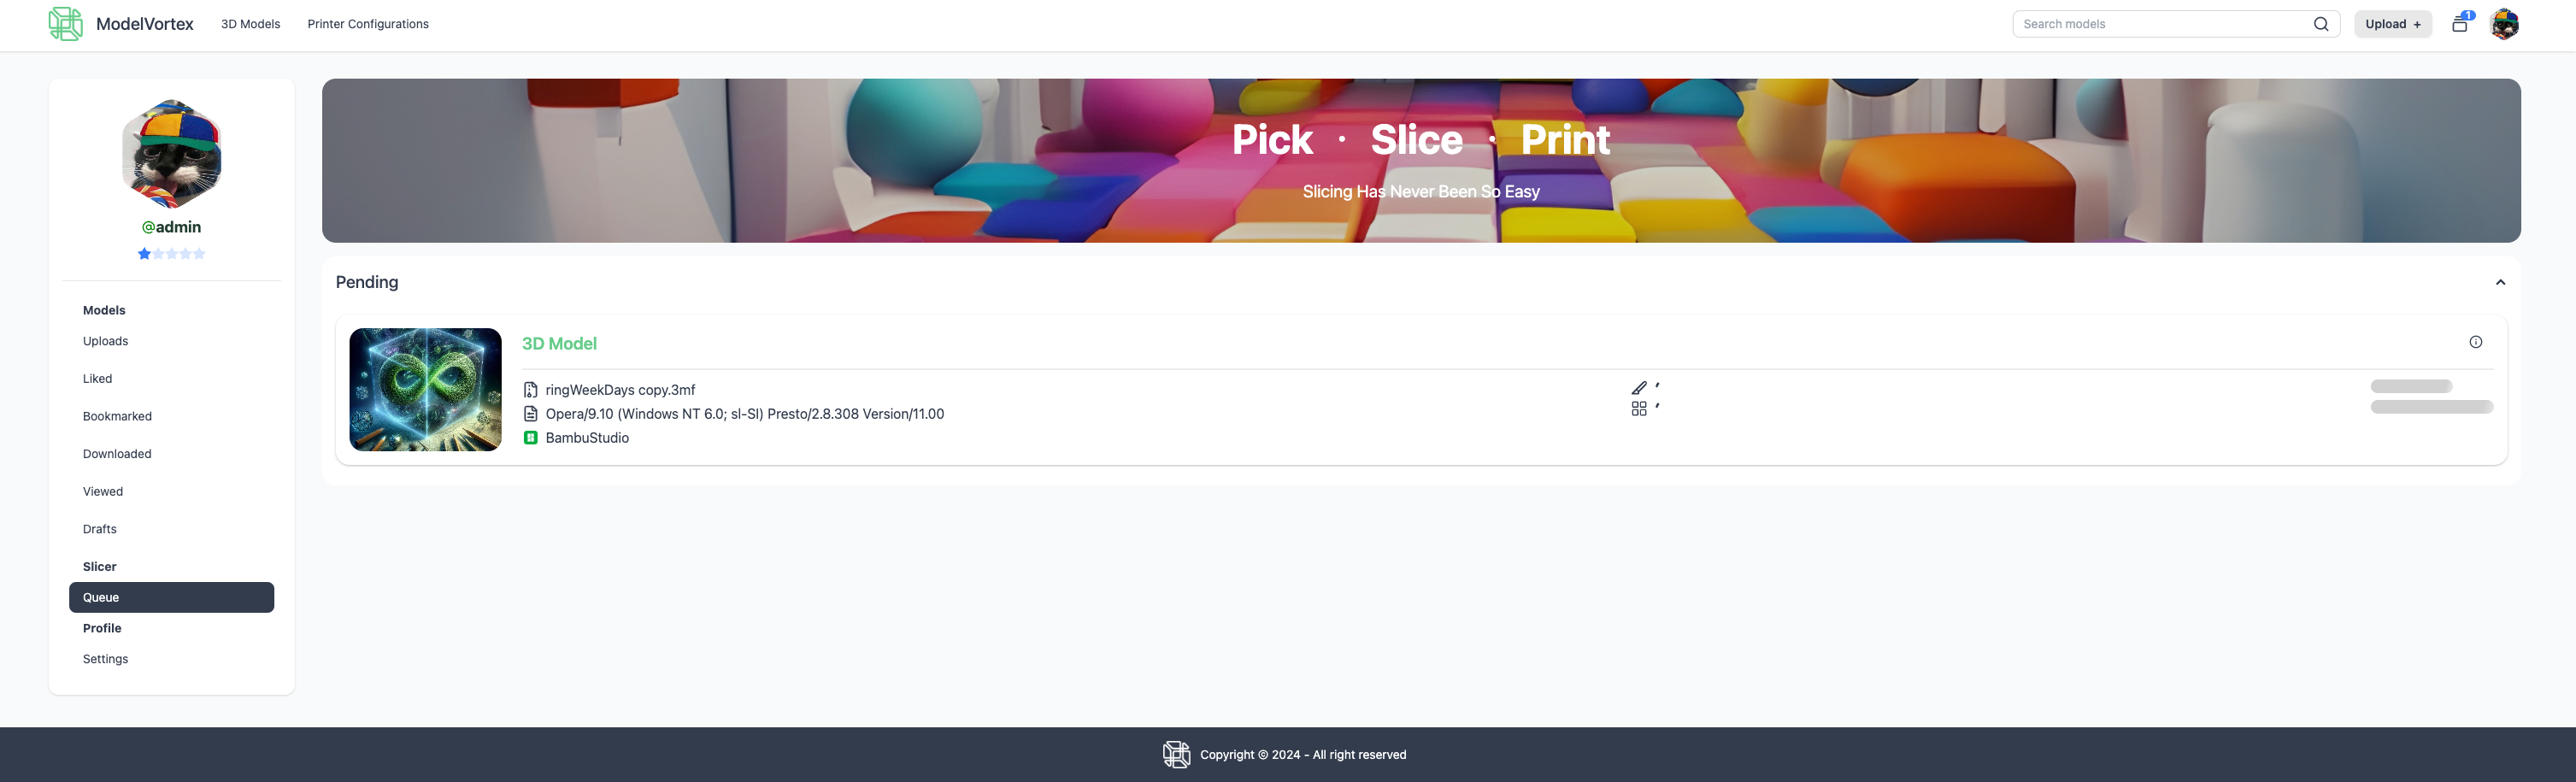 ModelVortex 3D Models Printer Configurations Search models Upload + 1
@admin
Models
Uploads
Liked
Bookmarked
Downloaded
Viewed
Drafts
Slicer
Queue
Profile
Settings
Pick · Slice · Print
Slicing Has Never Been So Easy
Pending
3D Model
ringWeekDays copy.3mf
Opera/9.10 (Windows NT 6.0; sl-SI) Presto/2.8.308 Version/11.00
BambuStudio
′
′
Copyright © 2024 - All right reserved